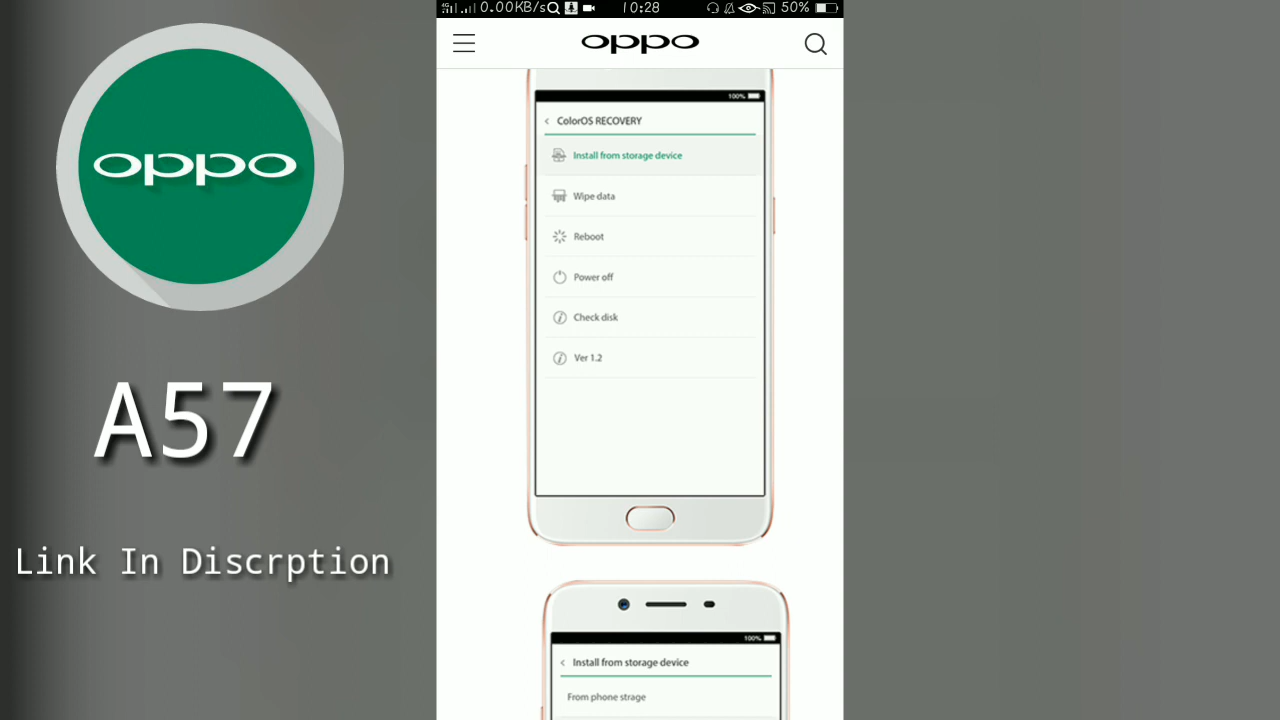 0.00KB/s
10:28
50%
oppo
oppo
A57
Link In Discrption
100%
ColorOS RECOVERY
Install from storage device
Wipe data
Reboot
Power off
Check disk
Ver 1.2
100%
Install from storage device
From phone strage